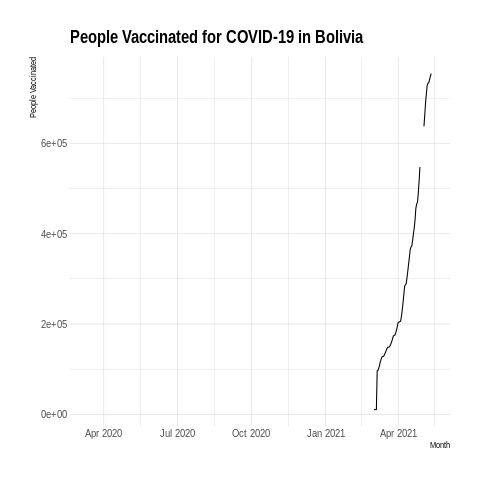 People Vaccinated for COVID-19 in Bolivia
People Vaccinated
6e+05
4e+05
2e+05
0e+00
Apr 2020 Jul 2020 Oct 2020 Jan 2021 Apr 2021
Month